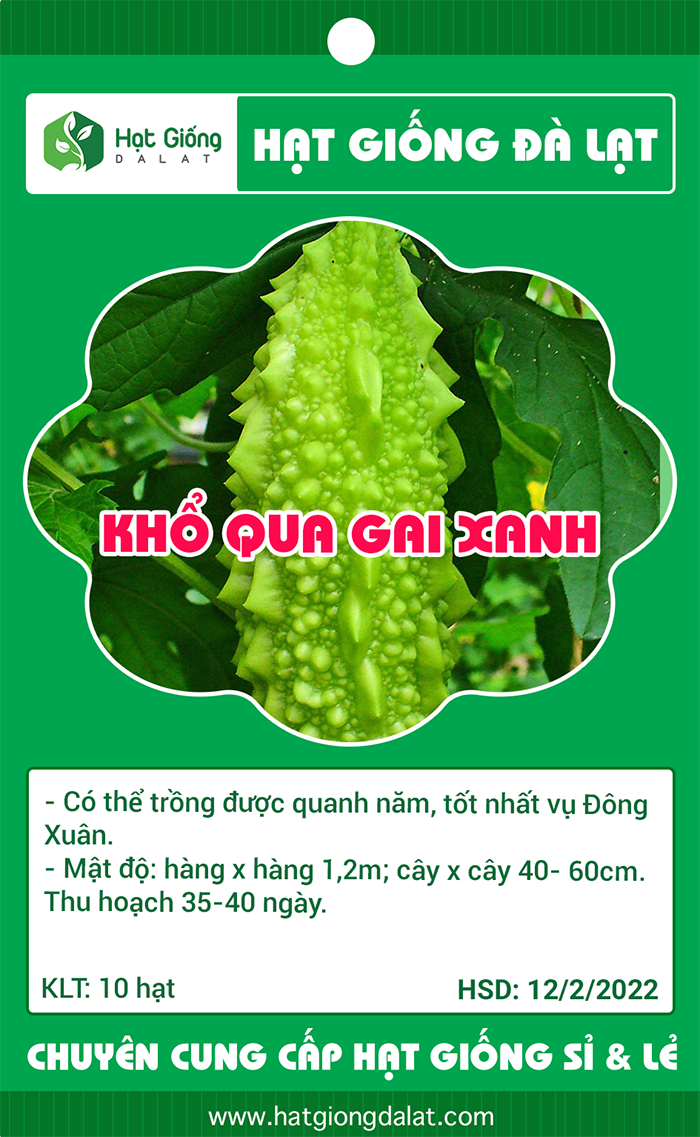 Hạt Giống
DALAT
HẠT GIỐNG ĐÀ LẠT
KHỔ QUA GAI XANH
- Có thể trồng được quanh năm, tốt nhất vụ Đông
Xuân.
- Mật độ: hàng x hàng 1,2m; cây x cây 40- 60cm.
Thu hoạch 35-40 ngày.
KLT: 10 hạt
HSD: 12/2/2022
CHUYÊN CUNG CẤP HẠT GIỐNG SỈ & LẺ
www.hatgiongdalat.com